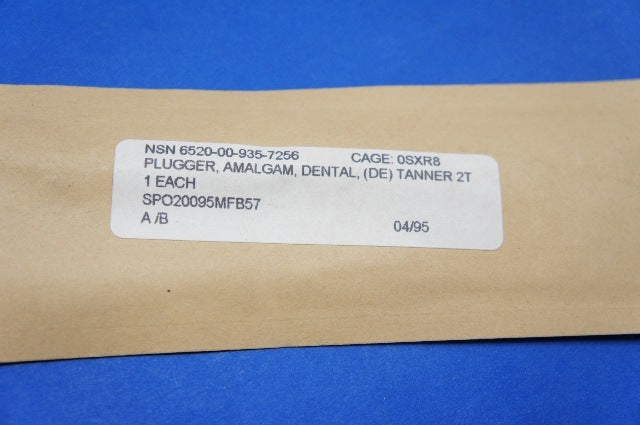 NSN 6520-00-935-7256 CAGE: 0SXR8
PLUGGER, AMALGAM, DENTAL, (DE) TANNER 2T
1 EACH
SPO20095MFB57
A /B 04/95